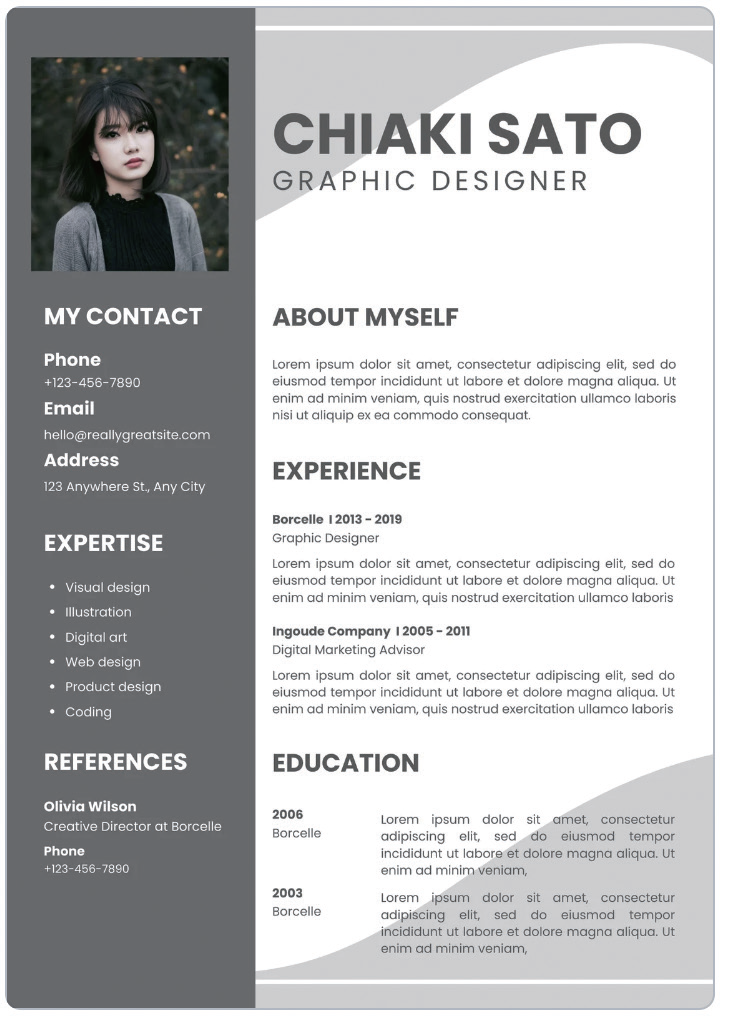 CHIAKI SATO
GRAPHIC DESIGNER
MY CONTACT
Phone
+123-456-7890
Email
hello@reallygreatsite.com
Address
123 Anywhere St., Any City
EXPERTISE
• Visual design
• Illustration
• Digital art
• Web design
• Product design
• Coding
REFERENCES
Olivia Wilson
Creative Director at Borcelle
Phone
+123-456-7890
ABOUT MYSELF
Lorem ipsum dolor sit amet, consectetur adipiscing elit, sed do
eiusmod tempor incididunt ut labore et dolore magna aliqua. Ut
enim ad minim veniam, quis nostrud exercitation ullamco laboris
nisi ut aliquip ex ea commodo consequat.
EXPERIENCE
Borcelle I 2013 - 2019
Graphic Designer
Lorem ipsum dolor sit amet, consectetur adipiscing elit, sed do
eiusmod tempor incididunt ut labore et dolore magna aliqua. Ut
enim ad minim veniam, quis nostrud exercitation ullamco laboris
Ingoude Company I 2005 - 2011
Digital Marketing Advisor
Lorem ipsum dolor sit amet, consectetur adipiscing elit, sed do
eiusmod tempor incididunt ut labore et dolore magna aliqua. Ut
enim ad minim veniam, quis nostrud exercitation ullamco laboris
EDUCATION
2006
Borcelle
Lorem ipsum dolor sit amet, consectetur
adipiscing elit, sed do eiusmod tempor
incididunt ut labore et dolore magna aliqua. Ut
enim ad minim veniam,
2003
Borcelle
Lorem ipsum dolor sit amet, consectetur
adipiscing elit, sed do eiusmod tempor
incididunt ut labore et dolore magna aliqua. Ut
enim ad minim veniam,